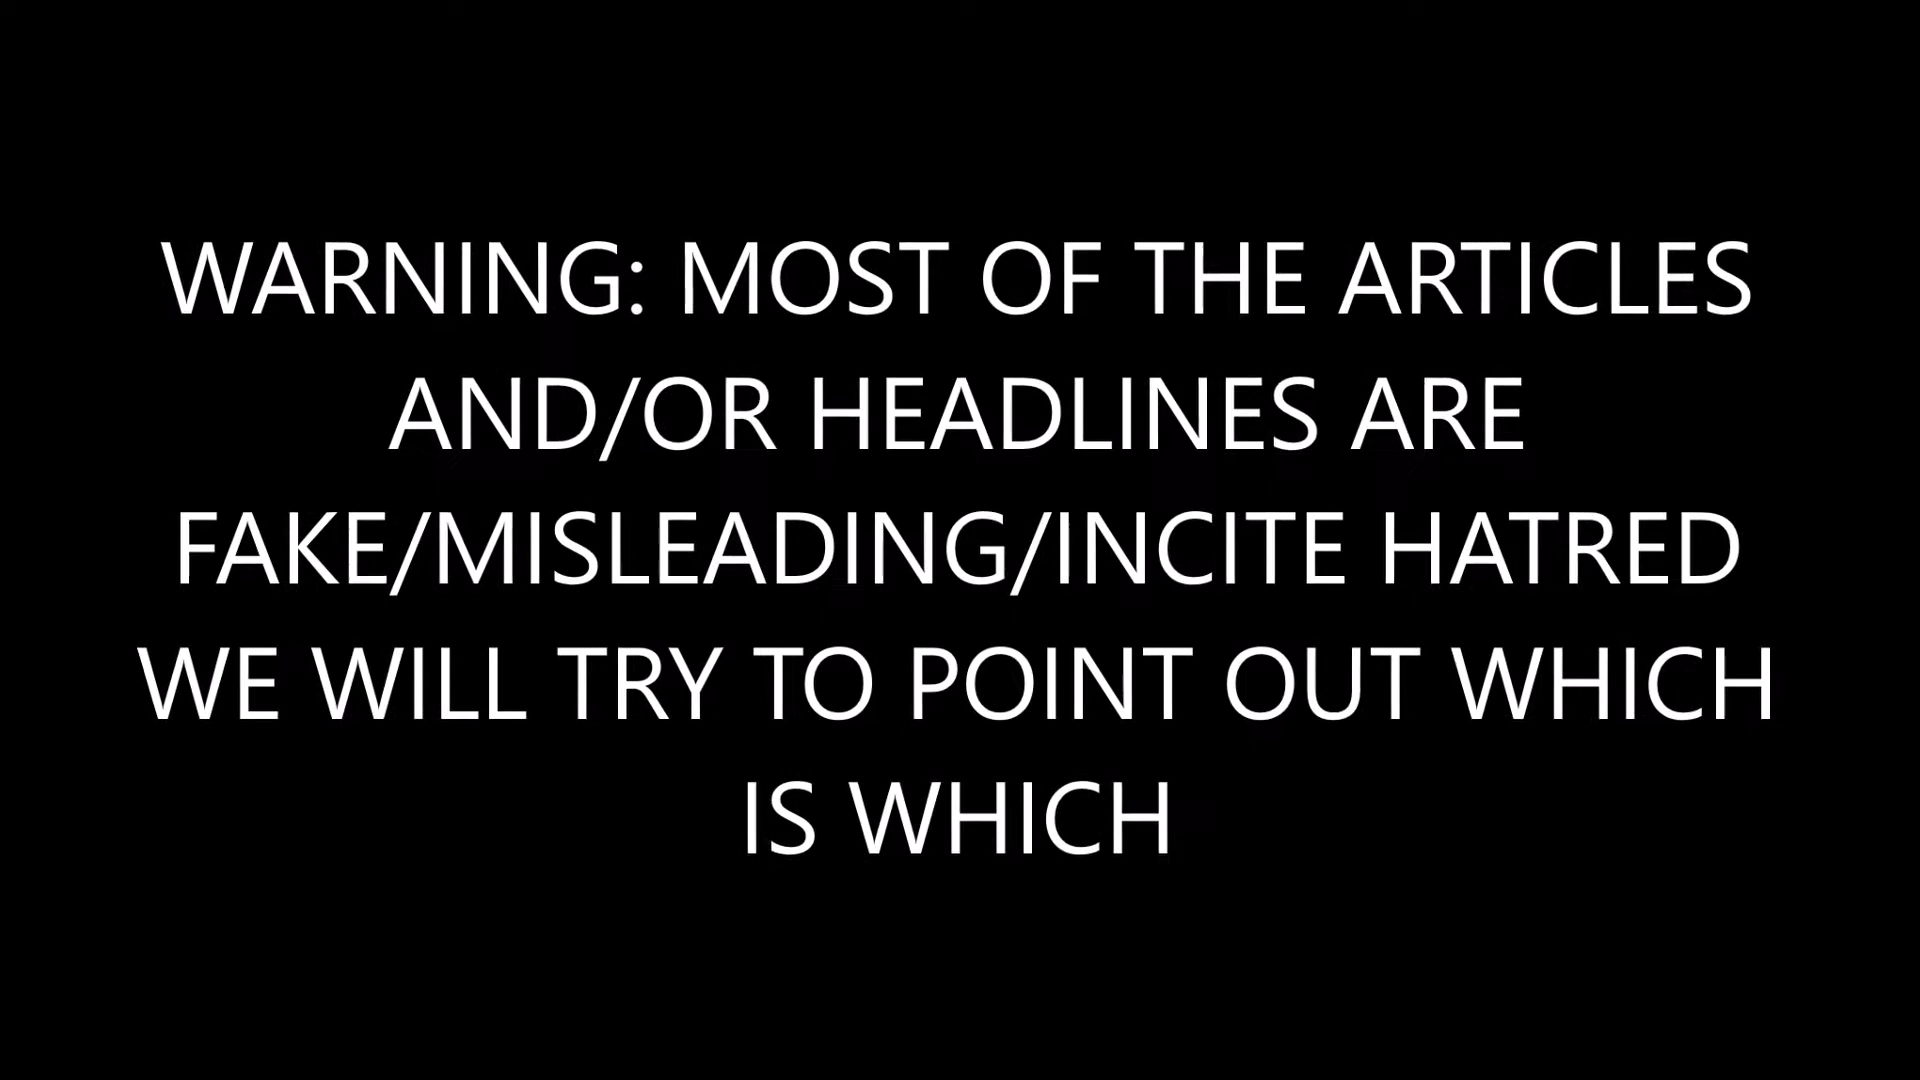 WARNING: MOST OF THE ARTICLES
AND/OR HEADLINES ARE
FAKE/MISLEADING/INCITE HATRED
WE WILL TRY TO POINT OUT WHICH
IS WHICH